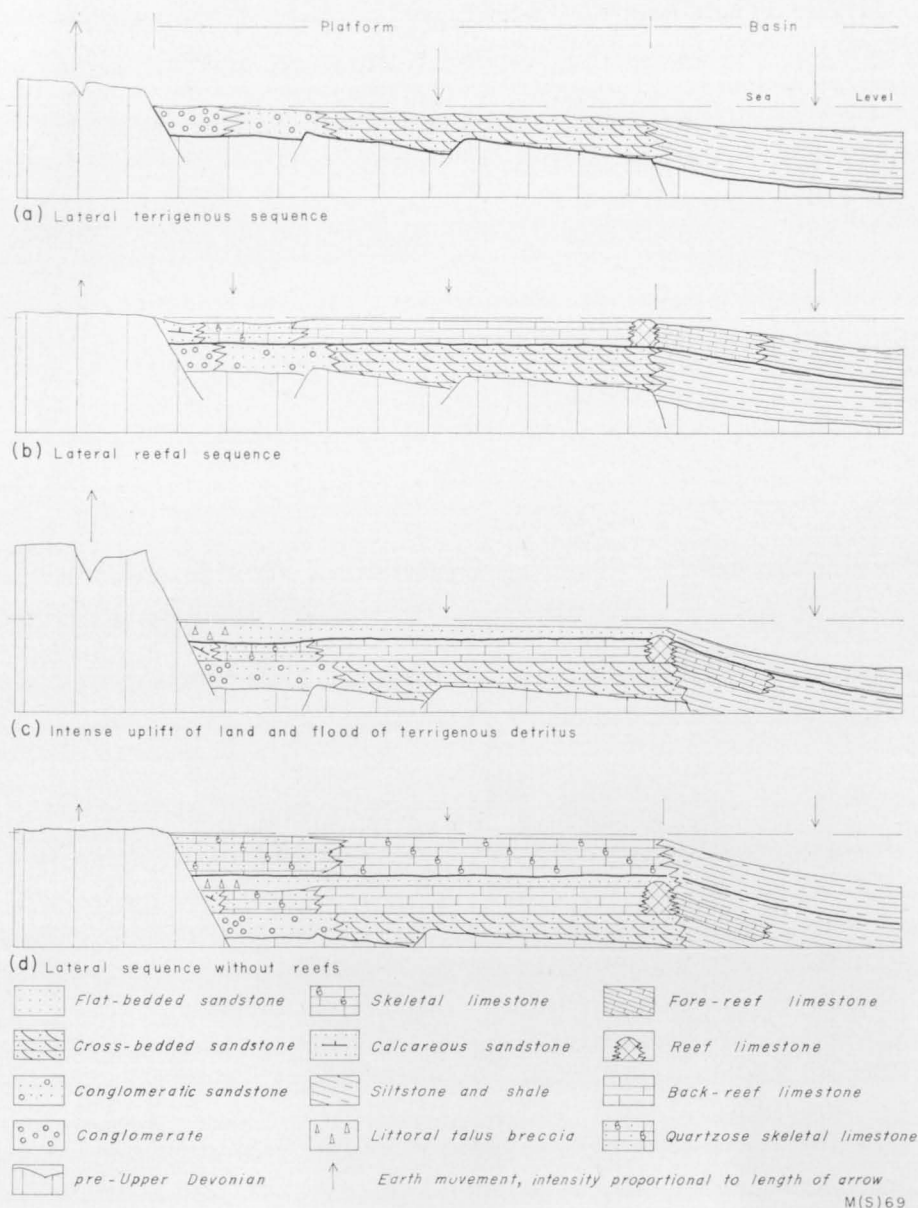 Platform Basin
Sea Level
(a) Lateral terrigenous sequence
(b) Lateral reefal sequence
(c) Intense uplift of land and flood of terrigenous detritus
(d) Lateral sequence without reefs
Flat-bedded sandstone Skeletal limestone Fore-reef limestone
Cross-bedded sandstone Calcareous sandstone Reef limestone
Conglomeratic sandstone Siltstone and shale Back-reef limestone
Conglomerate Littoral talus breccia Quartzose skeletal limestone
pre-Upper Devonian Earth movement, intensity proportional to length of arrow
M(S)69